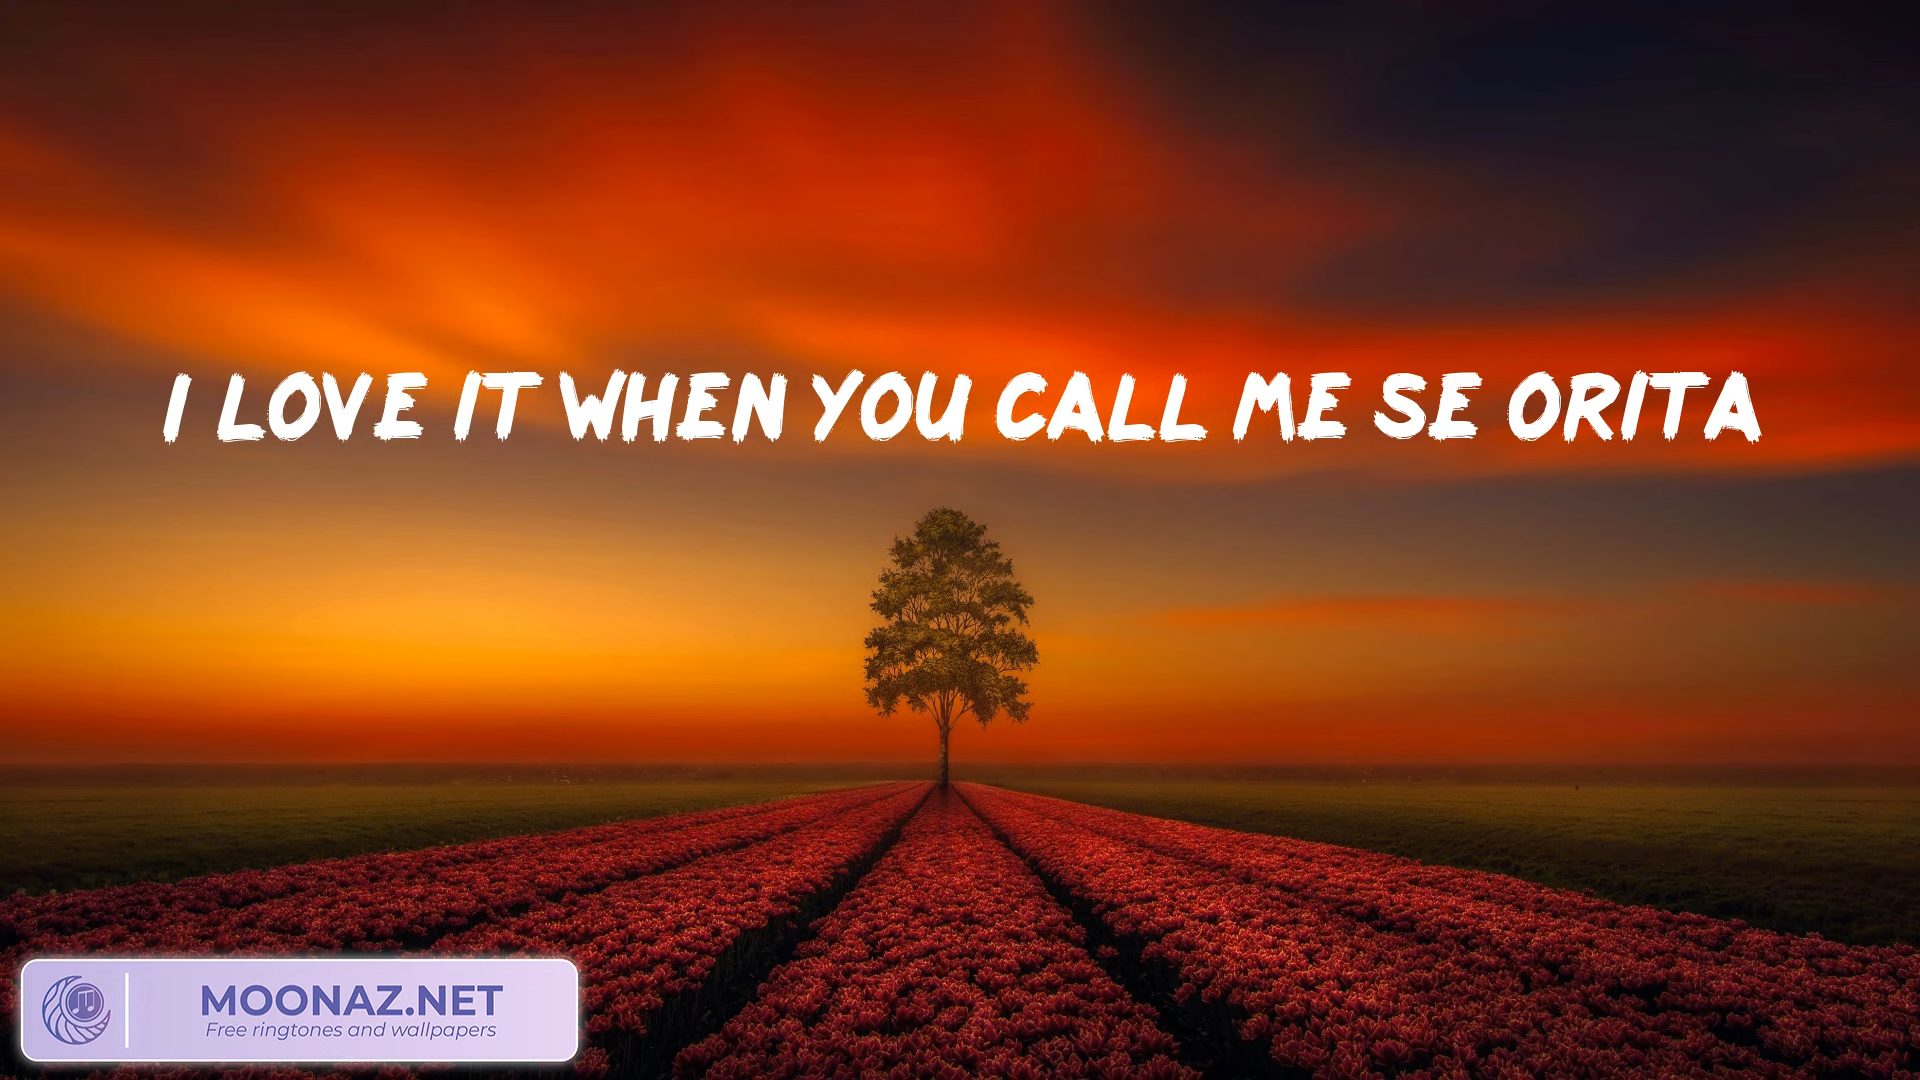 I LOVE IT WHEN YOU CALL ME SE ORITA
MOONAZ.NET
Free ringtones and wallpapers